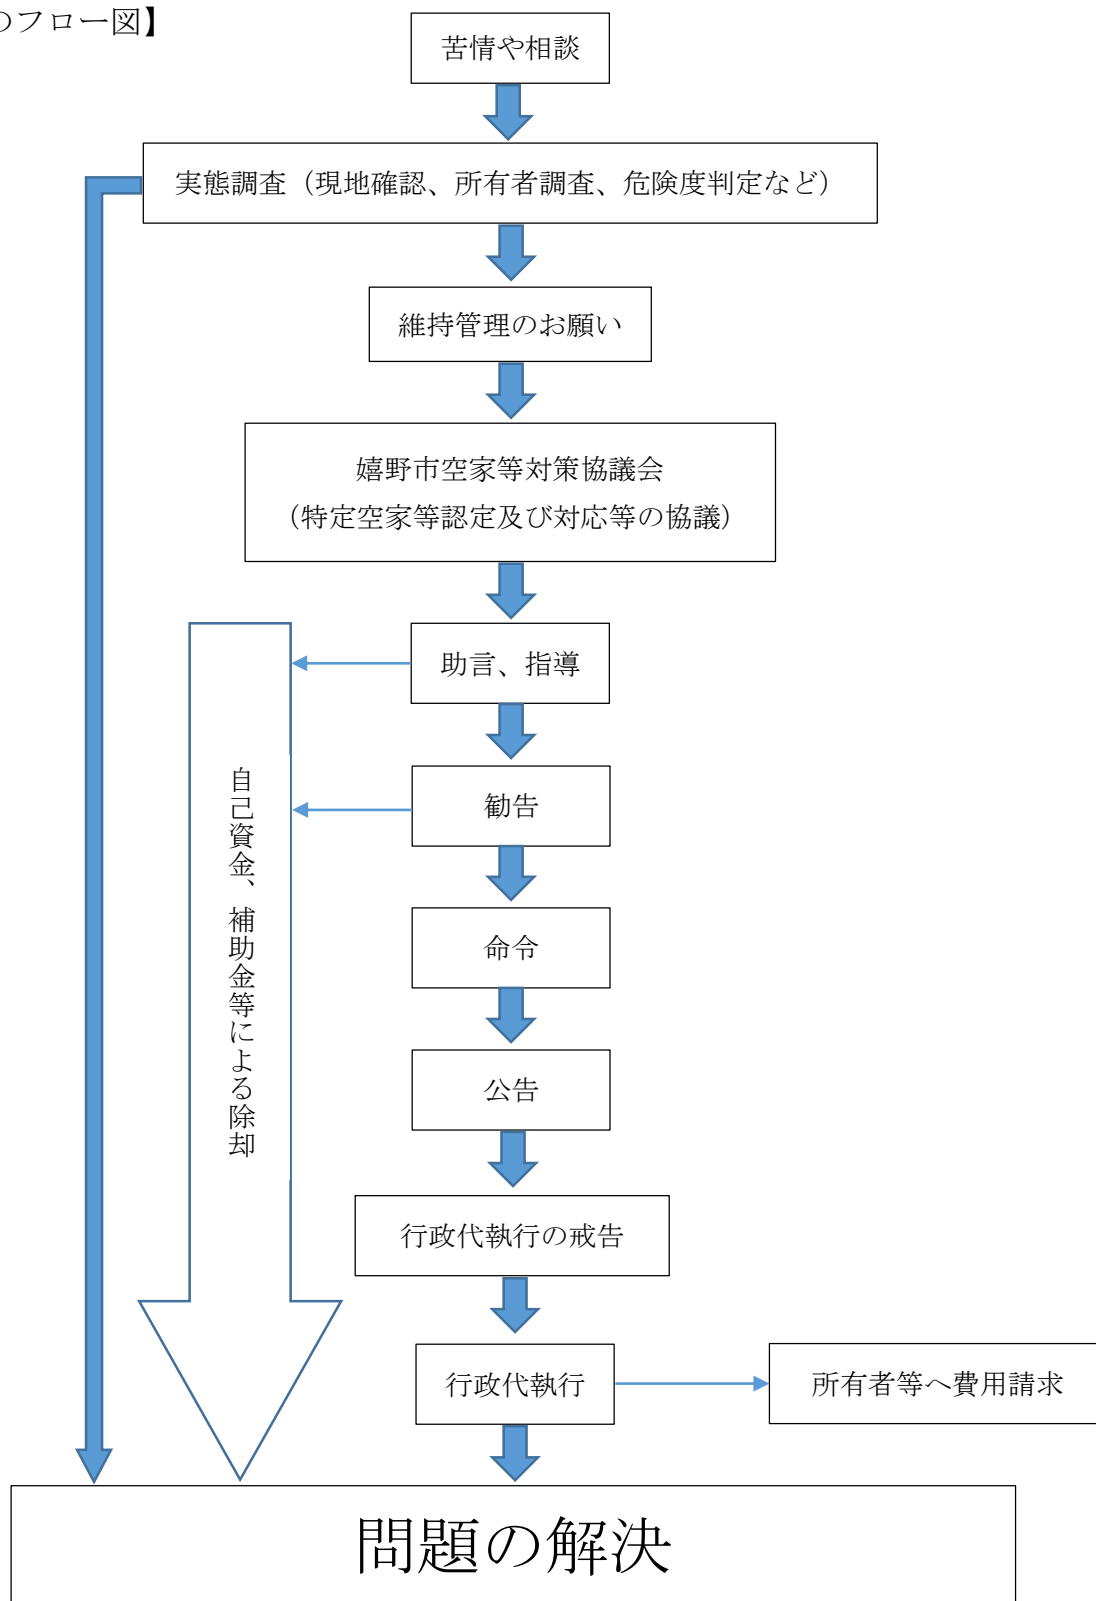 のフロー図】
苦情や相談
実態調査（現地確認、所有者調査、危険度判定など）
維持管理のお願い
嬉野市空家等対策協議会
（特定空家等認定及び対応等の協議）
助言、指導
自己資金、補助金等による除却
勧告
命令
公告
行政代執行の戒告
行政代執行
所有者等へ費用請求
問題の解決